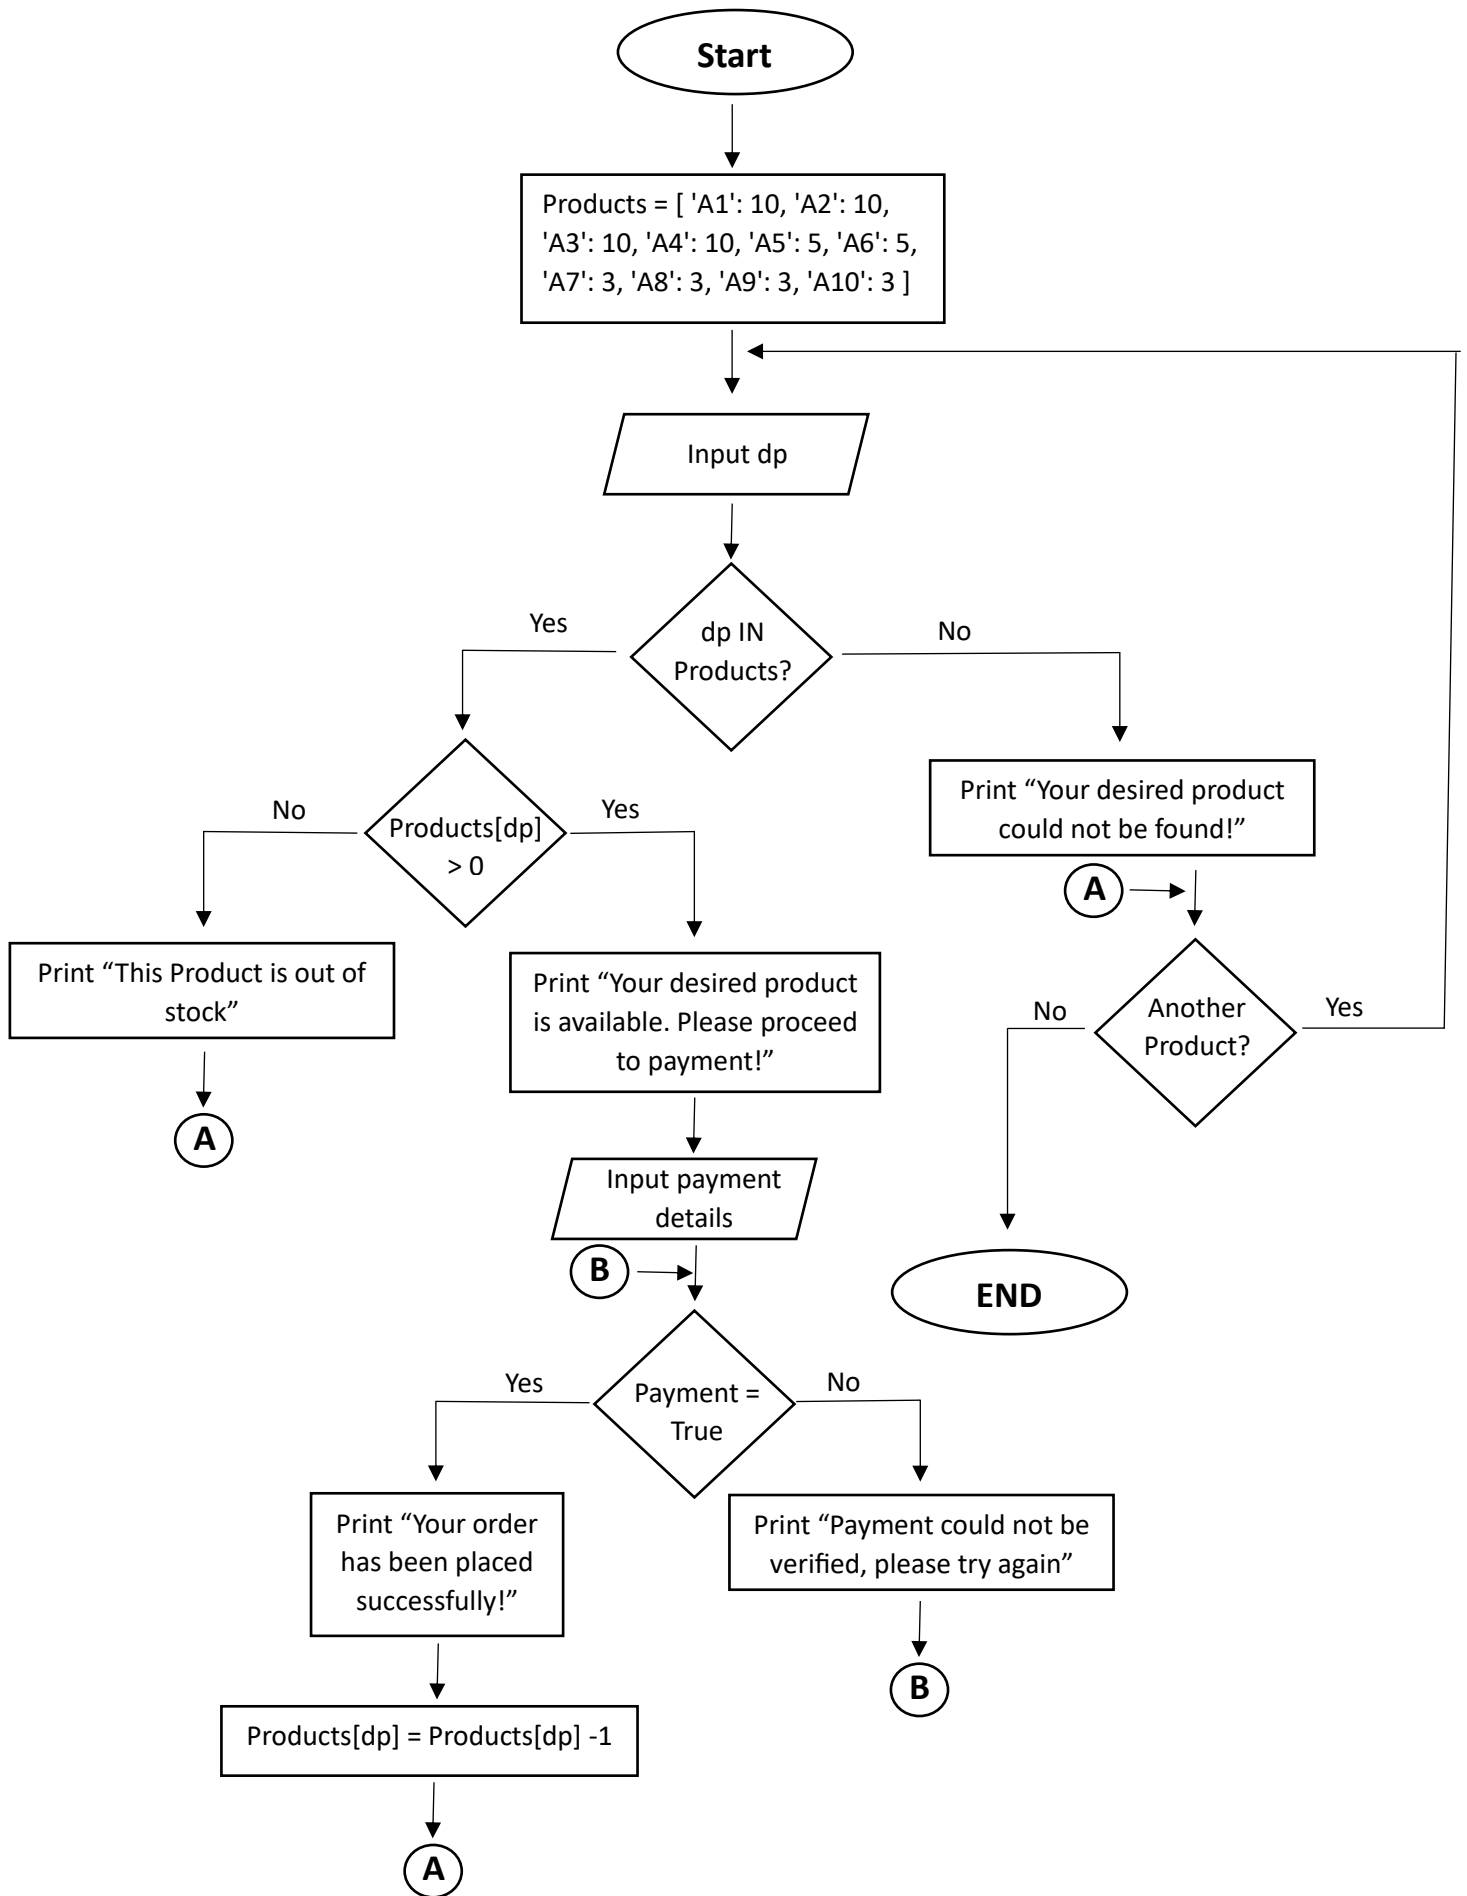 Start
Products = [ 'A1': 10, 'A2': 10,
'A3': 10, 'A4': 10, 'A5': 5, 'A6': 5,
'A7': 3, 'A8': 3, 'A9': 3, 'A10': 3 ]
Input dp
dp IN
Products?
Yes
No
Products[dp]
> 0
No
Yes
Print “Your desired product
could not be found!”
A
Print “This Product is out of
stock”
A
Print “Your desired product
is available. Please proceed
to payment!”
Another
Product?
No
Yes
Input payment
details
B
END
Payment =
True
Yes
No
Print “Your order
has been placed
successfully!”
Print “Payment could not be
verified, please try again”
B
Products[dp] = Products[dp] -1
A